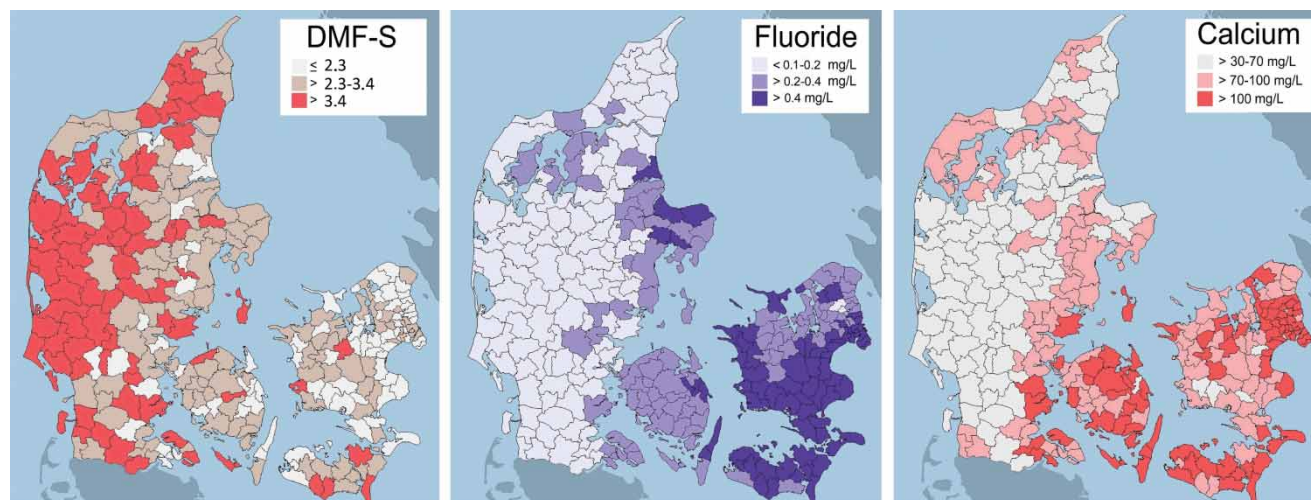 DMF-S
≤ 2.3
> 2.3-3.4
> 3.4
Fluoride
< 0.1-0.2 mg/L
> 0.2-0.4 mg/L
> 0.4 mg/L
Calcium
> 30-70 mg/L
> 70-100 mg/L
> 100 mg/L